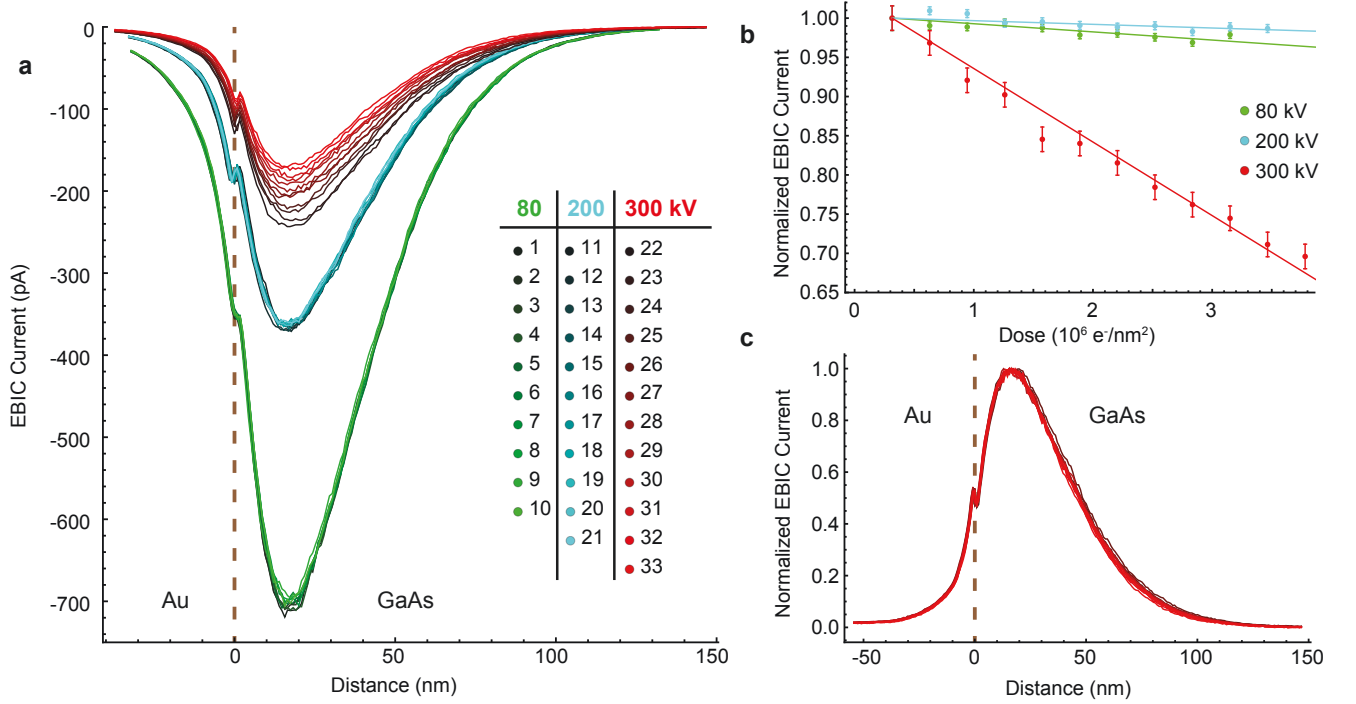 a
0
-100
-200
-300
-400
-500
-600
-700
EBIC Current (pA)
80 200 300 kV
1 11 22
2 12 23
3 13 24
4 14 25
5 15 26
6 16 27
7 17 28
8 18 29
9 19 30
10 20 31
21 32
33
Au GaAs
0 50 100 150
Distance (nm)
b
1.00
0.95
0.90
0.85
0.80
0.75
0.70
0.65
Normalized EBIC Current
80 kV
200 kV
300 kV
0 1 2 3
Dose (10⁶ e⁻/nm²)
c
1.0
0.8
0.6
0.4
0.2
0.0
Normalized EBIC Current
Au GaAs
-50 0 50 100 150
Distance (nm)